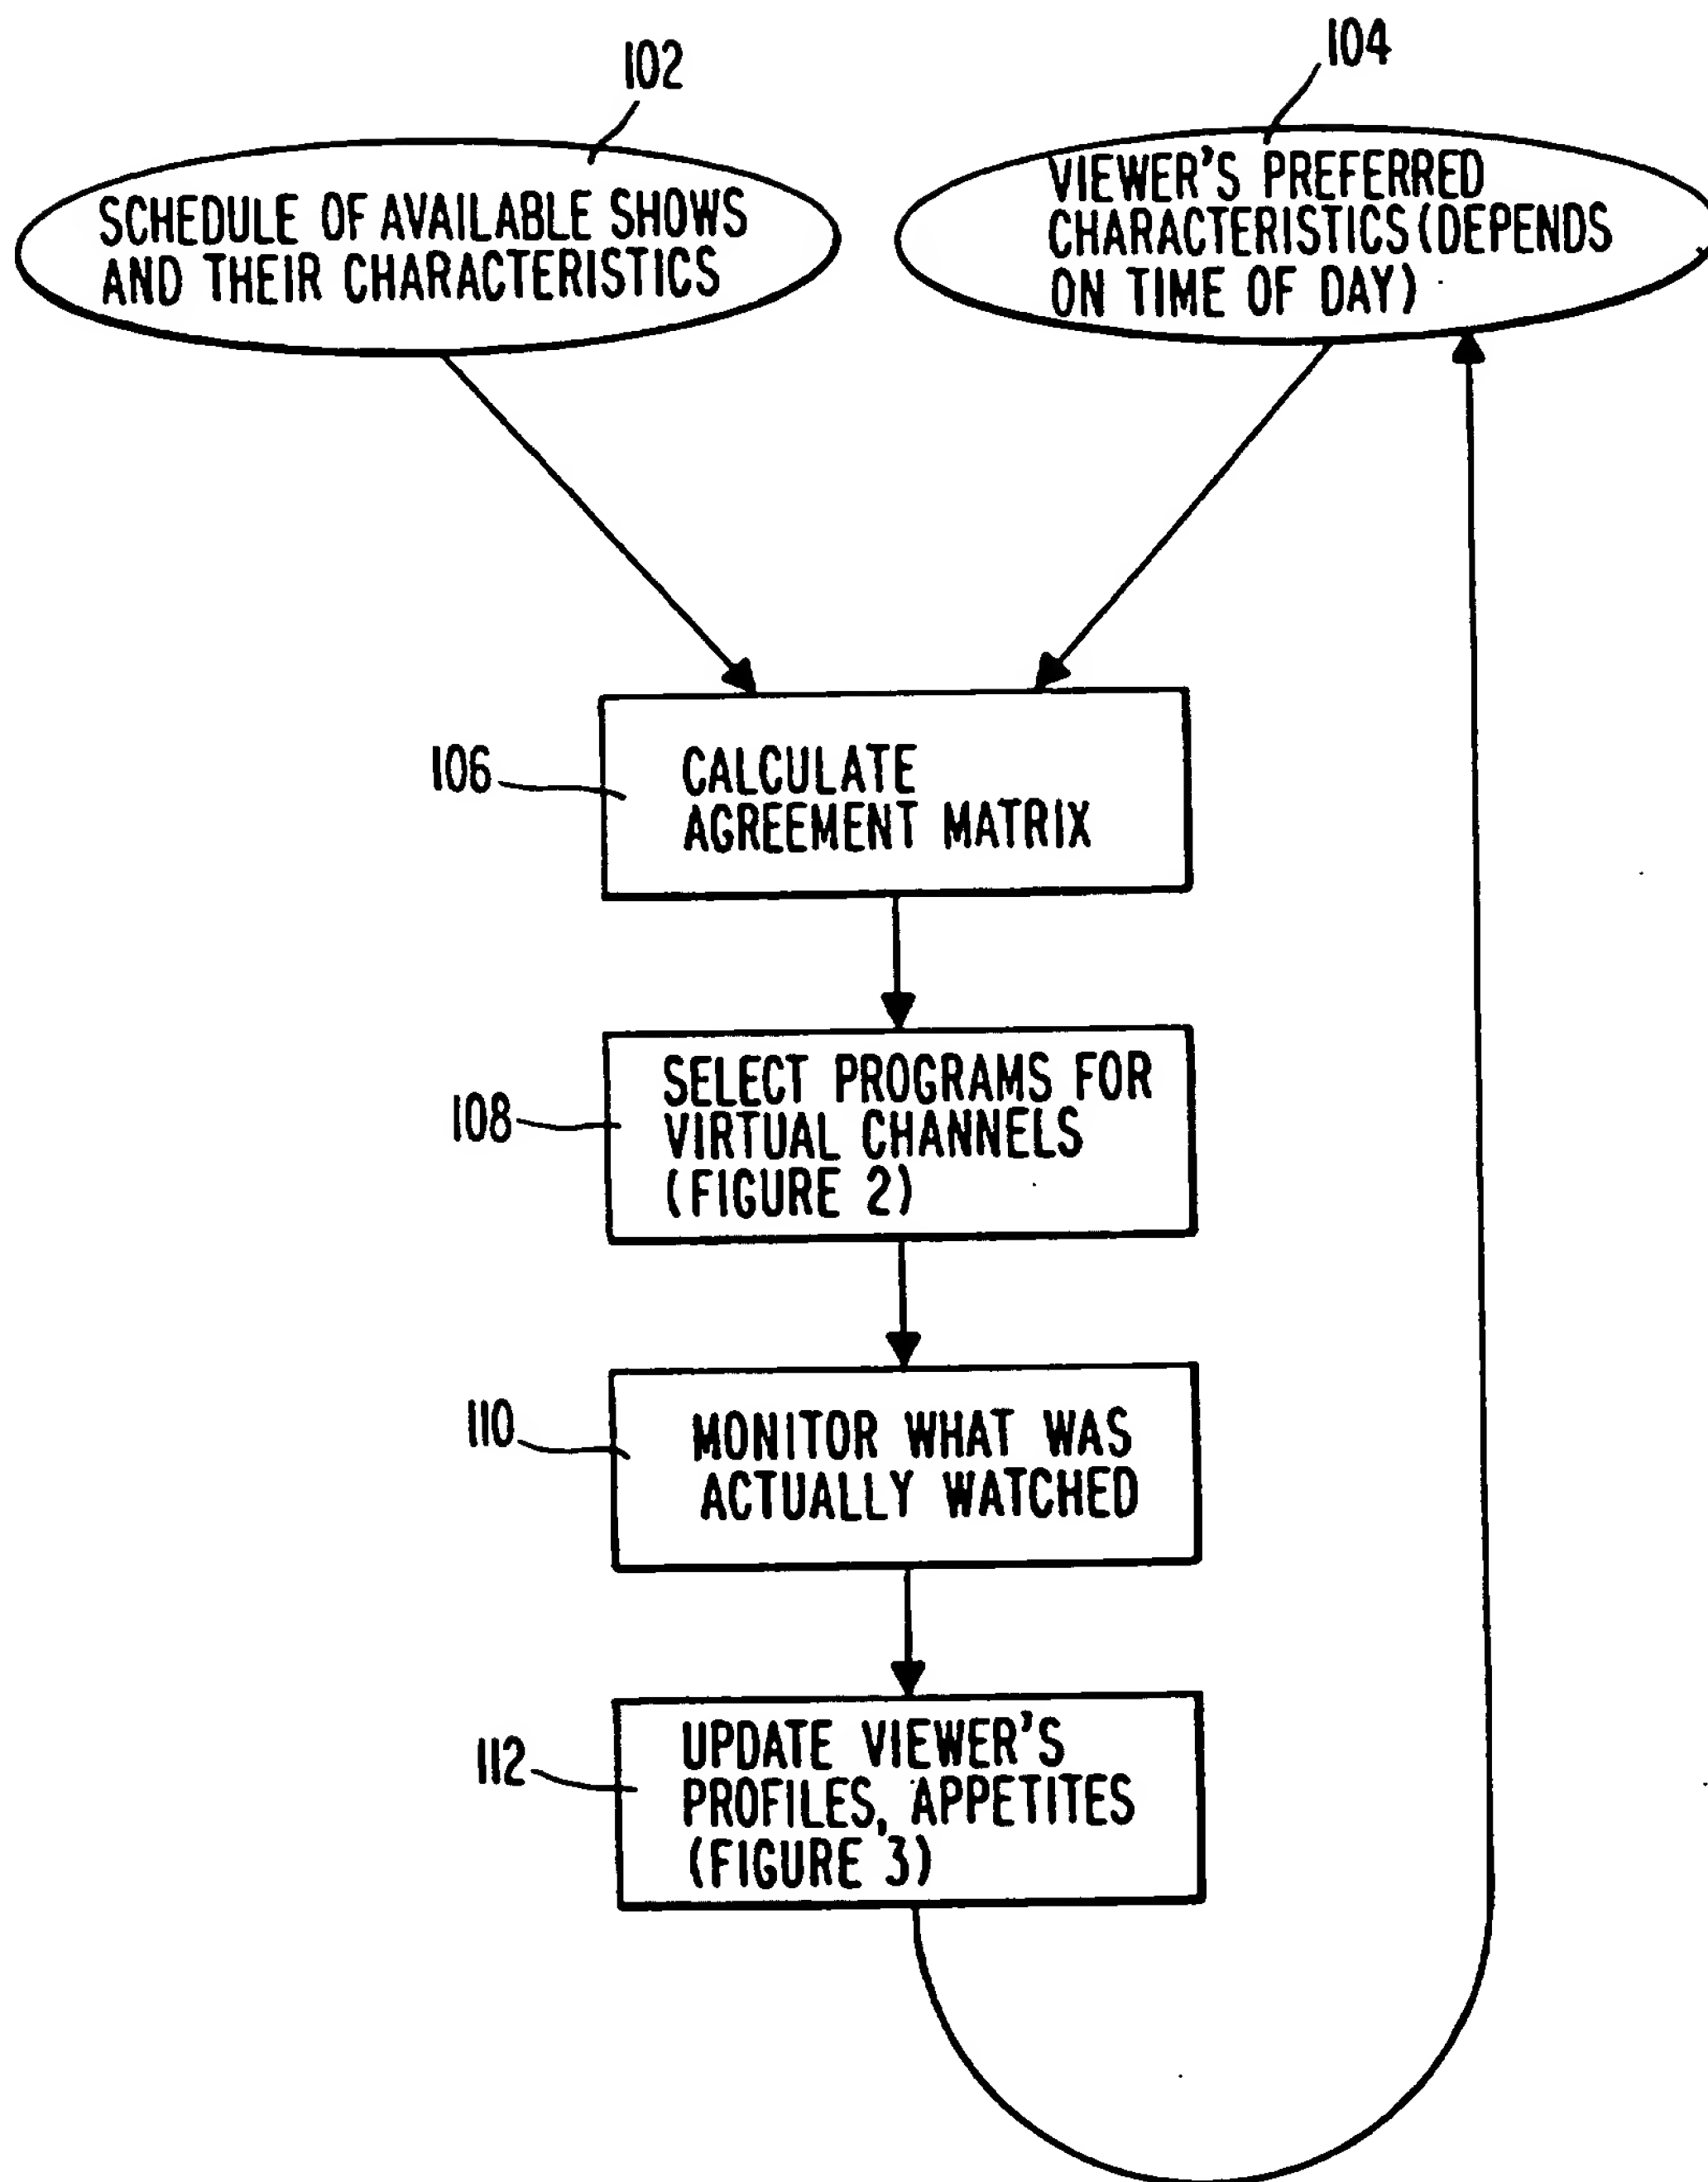 102
104
SCHEDULE OF AVAILABLE SHOWS
AND THEIR CHARACTERISTICS
VIEWER'S PREFERRED
CHARACTERISTICS (DEPENDS
ON TIME OF DAY)
106
CALCULATE
AGREEMENT MATRIX
108
SELECT PROGRAMS FOR
VIRTUAL CHANNELS
(FIGURE 2)
110
MONITOR WHAT WAS
ACTUALLY WATCHED
112
UPDATE VIEWER'S
PROFILES, APPETITES
(FIGURE 3)